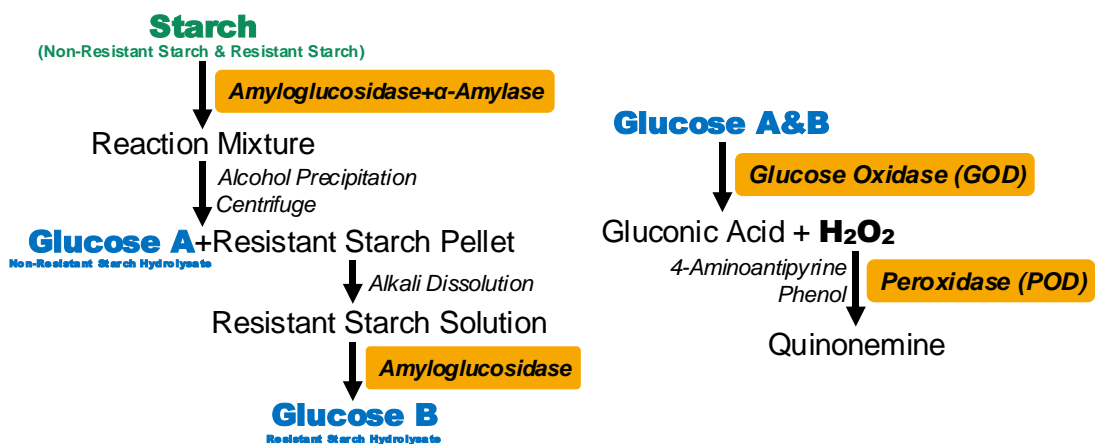 Starch
(Non-Resistant Starch & Resistant Starch)
Amyloglucosidase+α-Amylase
Reaction Mixture
Alcohol Precipitation
Centrifuge
Glucose A+Resistant Starch Pellet
Non-Resistant Starch Hydrolysate
Alkali Dissolution
Resistant Starch Solution
Amyloglucosidase
Glucose B
Resistant Starch Hydrolysate
Glucose A&B
Glucose Oxidase (GOD)
Gluconic Acid + H₂O₂
4-Aminoantipyrine
Phenol
Peroxidase (POD)
Quinonemine